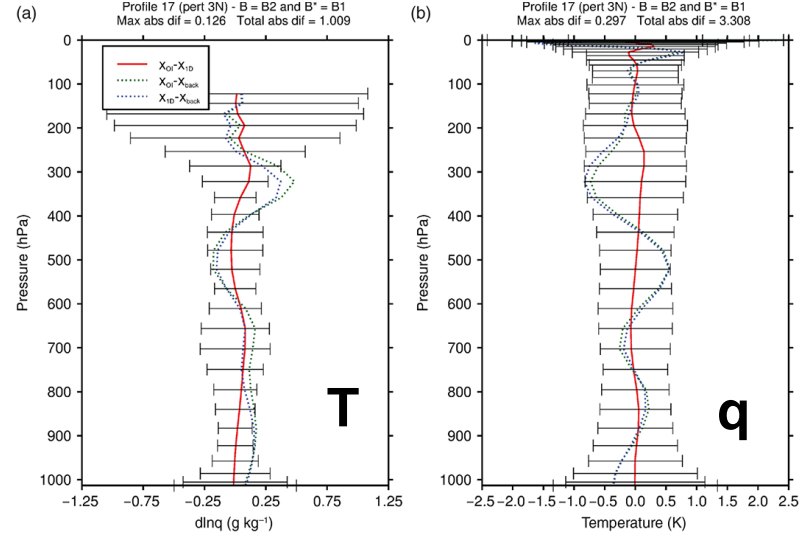 (a)
Profile 17 (pert 3N) - B = B2 and B* = B1
Max abs dif = 0.126 Total abs dif = 1.009
0
100
200
300
400
500
600
700
800
900
1000
Pressure (hPa)
X_OI-X_1D
X_OI-X_back
X_1D-X_back
T
−1.25 −0.75 −0.25 0.25 0.75 1.25
dlnq (g kg⁻¹)
(b)
Profile 17 (pert 3N) - B = B2 and B* = B1
Max abs dif = 0.297 Total abs dif = 3.308
0
100
200
300
400
500
600
700
800
900
1000
Pressure (hPa)
q
−2.5 −2.0 −1.5 −1.0 −0.5 0.0 0.5 1.0 1.5 2.0 2.5
Temperature (K)